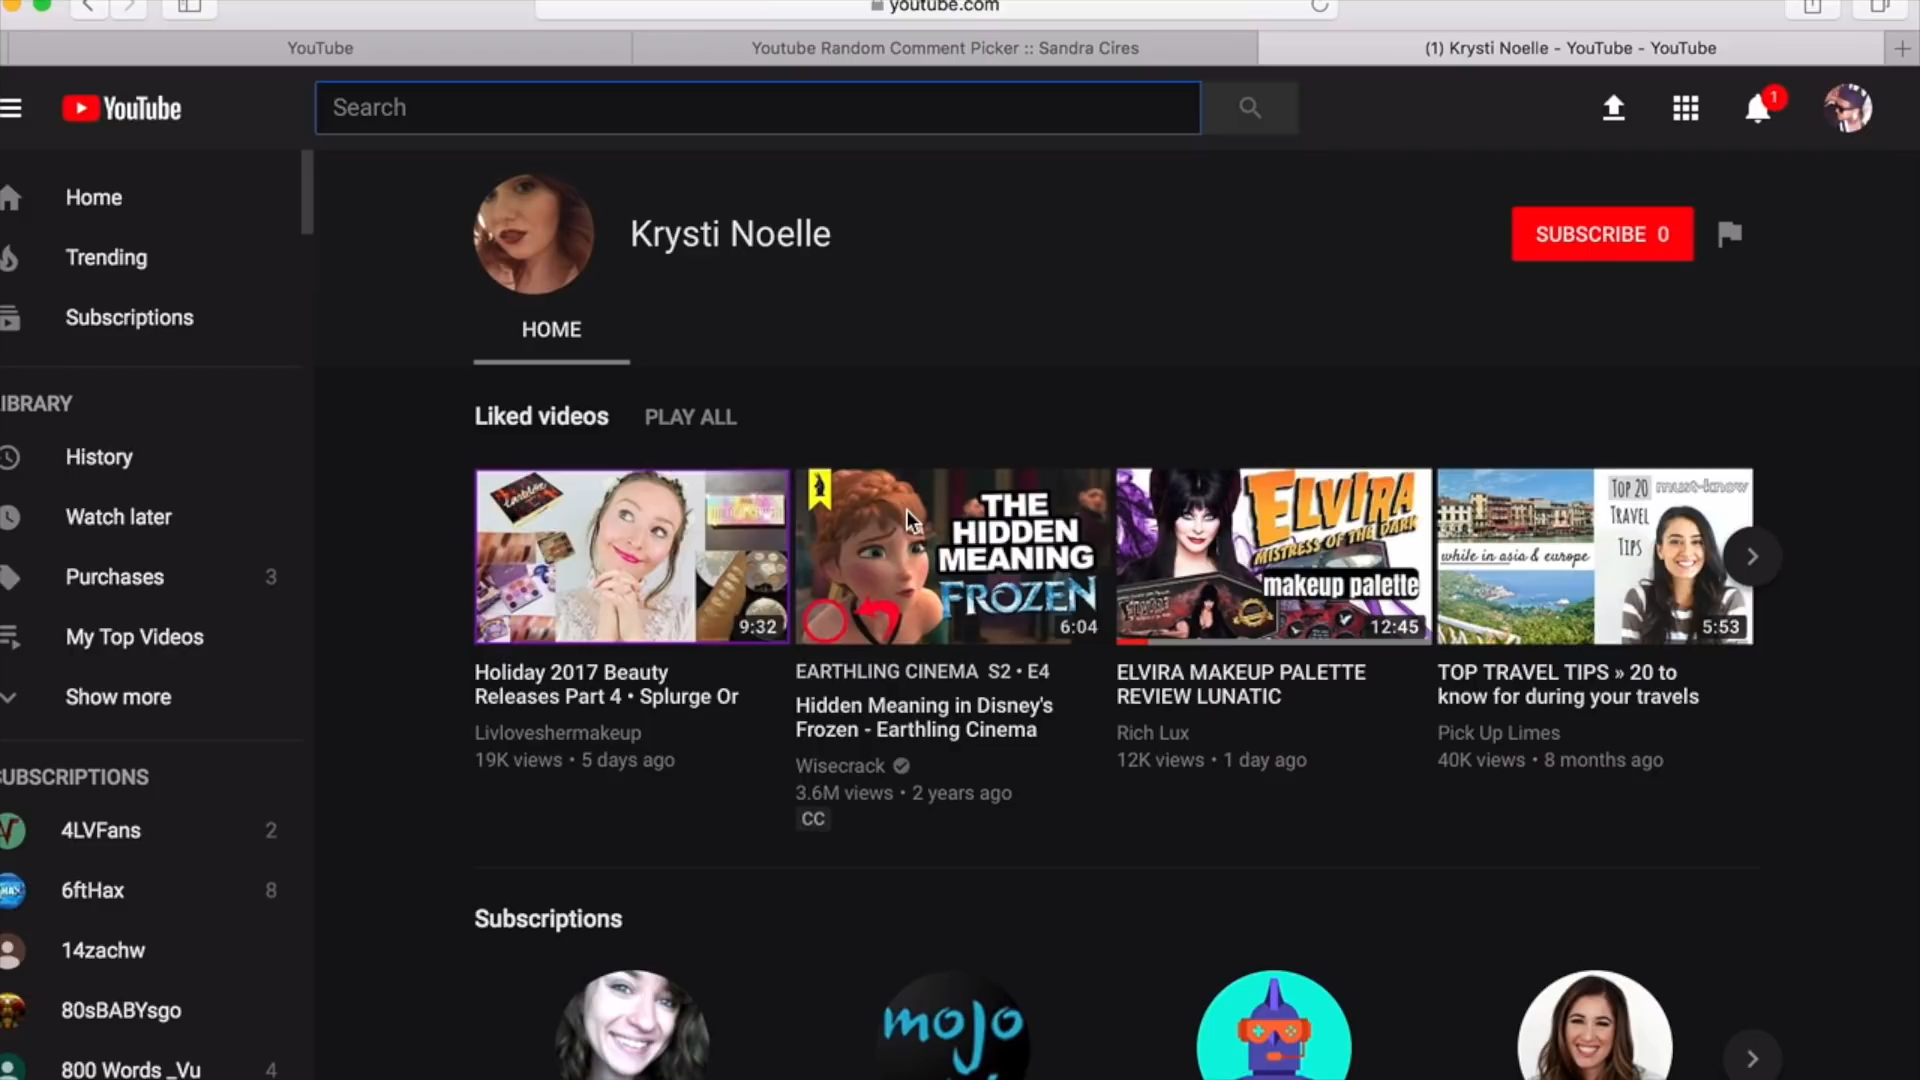 youtube.com
YouTube
Youtube Random Comment Picker :: Sandra Cires
(1) Krysti Noelle - YouTube - YouTube
YouTube
Search
1
Home
Trending
Subscriptions
IBRARY
History
Watch later
Purchases 3
My Top Videos
Show more
UBSCRIPTIONS
4LVFans 2
6ftHax 8
14zachw
80sBABYsgo
800 Words _Vu 4
Krysti Noelle
SUBSCRIBE 0
HOME
Liked videos PLAY ALL
9:32
Holiday 2017 Beauty
Releases Part 4 • Splurge Or
Livloveshermakeup
19K views • 5 days ago
THE
HIDDEN
MEANING
FROZEN
6:04
EARTHLING CINEMA S2 • E4
Hidden Meaning in Disney's
Frozen - Earthling Cinema
Wisecrack
3.6M views • 2 years ago
CC
ELVIRA
MISTRESS OF THE DARK
makeup palette
12:45
ELVIRA MAKEUP PALETTE
REVIEW LUNATIC
Rich Lux
12K views • 1 day ago
TOP 20 must-know
TRAVEL
TIPS
while in asia & europe
5:53
TOP TRAVEL TIPS » 20 to
know for during your travels
Pick Up Limes
40K views • 8 months ago
Subscriptions
mojo